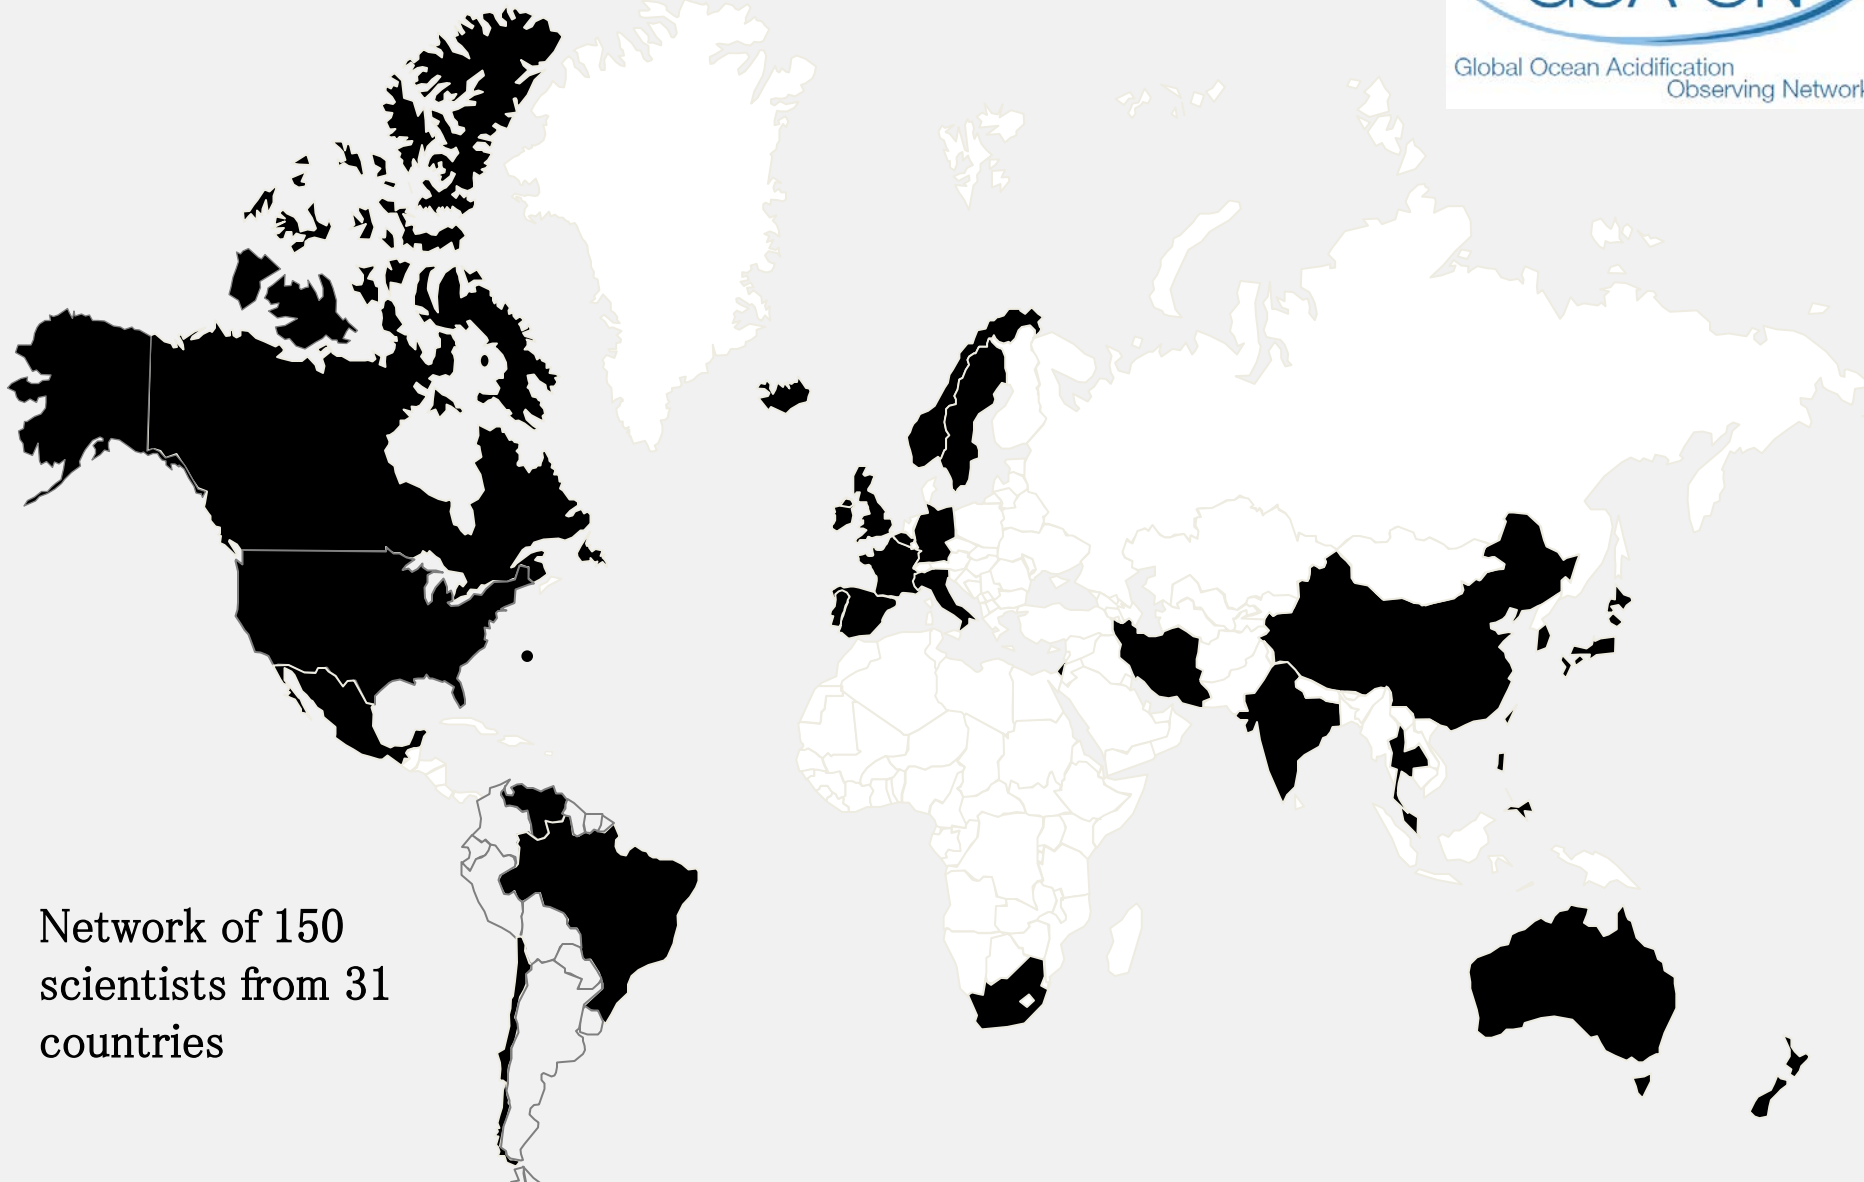 Global Ocean Acidification
Observing Network
Network of 150
scientists from 31
countries